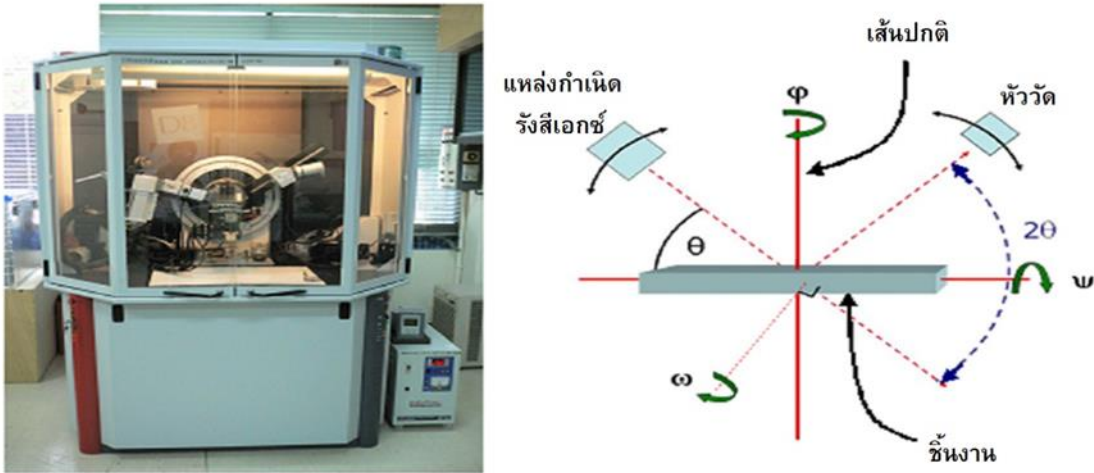 เส้นปกติ
แหล่งกำเนิด
รังสีเอกซ์
φ
หัววัด
θ
2θ
ψ
ω
ชิ้นงาน